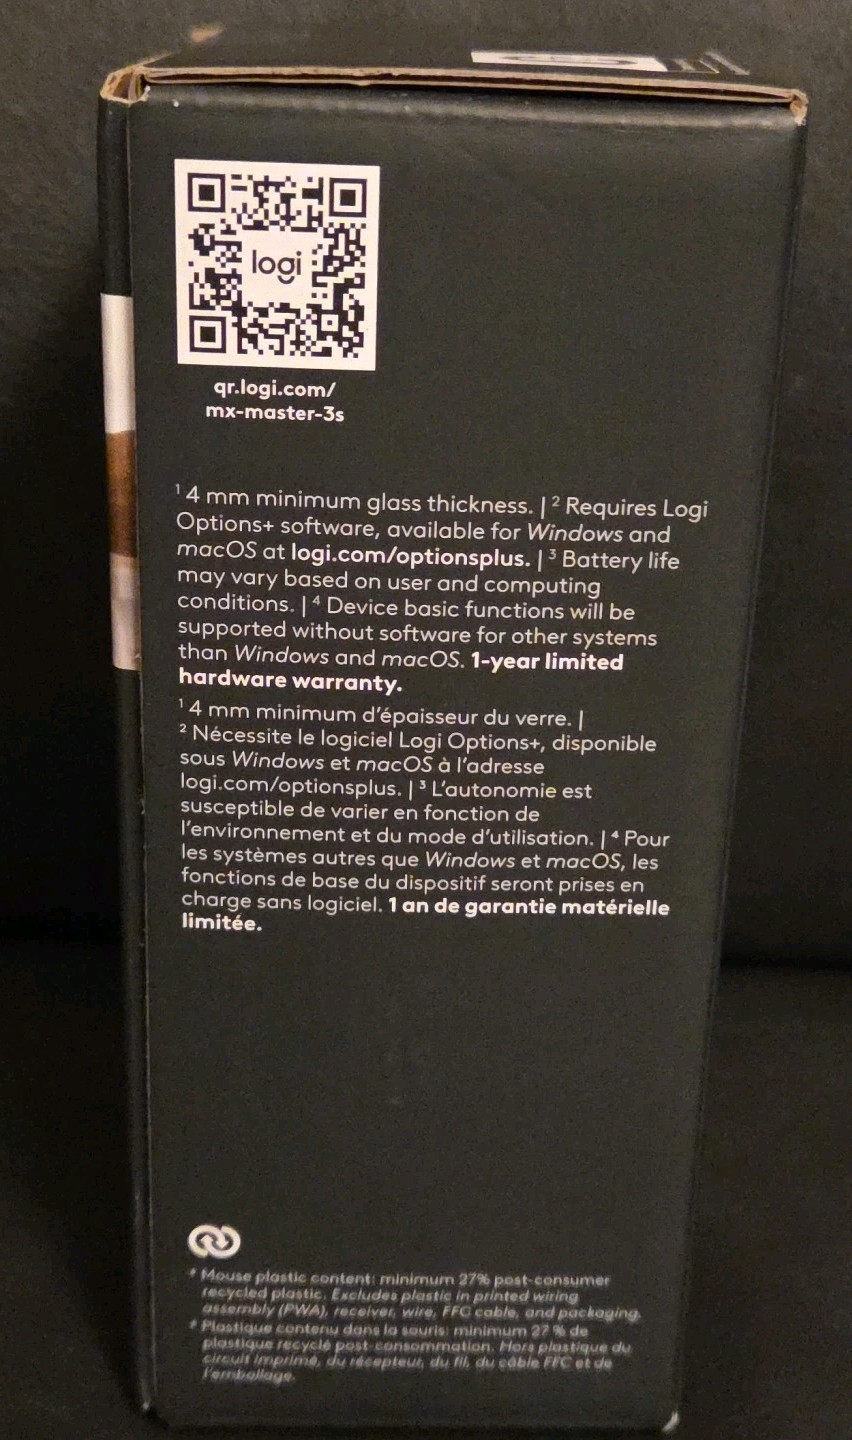 logi
qr.logi.com/
mx-master-3s
¹ 4 mm minimum glass thickness. | ² Requires Logi
Options+ software, available for Windows and
macOS at logi.com/optionsplus. | ³ Battery life
may vary based on user and computing
conditions. | ⁴ Device basic functions will be
supported without software for other systems
than Windows and macOS. 1-year limited
hardware warranty.
¹ 4 mm minimum d'épaisseur du verre. |
² Nécessite le logiciel Logi Options+, disponible
sous Windows et macOS à l'adresse
logi.com/optionsplus. | ³ L'autonomie est
susceptible de varier en fonction de
l'environnement et du mode d'utilisation. | ⁴ Pour
les systèmes autres que Windows et macOS, les
fonctions de base du dispositif seront prises en
charge sans logiciel. 1 an de garantie matérielle
limitée.
* Mouse plastic content: minimum 27% post-consumer
recycled plastic. Excludes plastic in printed wiring
assembly (PWA), receiver, wire, FFC cable, and packaging.
* Plastique contenu dans la souris: minimum 27 % de
plastique recyclé post-consommation. Hors plastique du
circuit imprimé, du récepteur, du fil, du câble FFC et de
l'emballage.